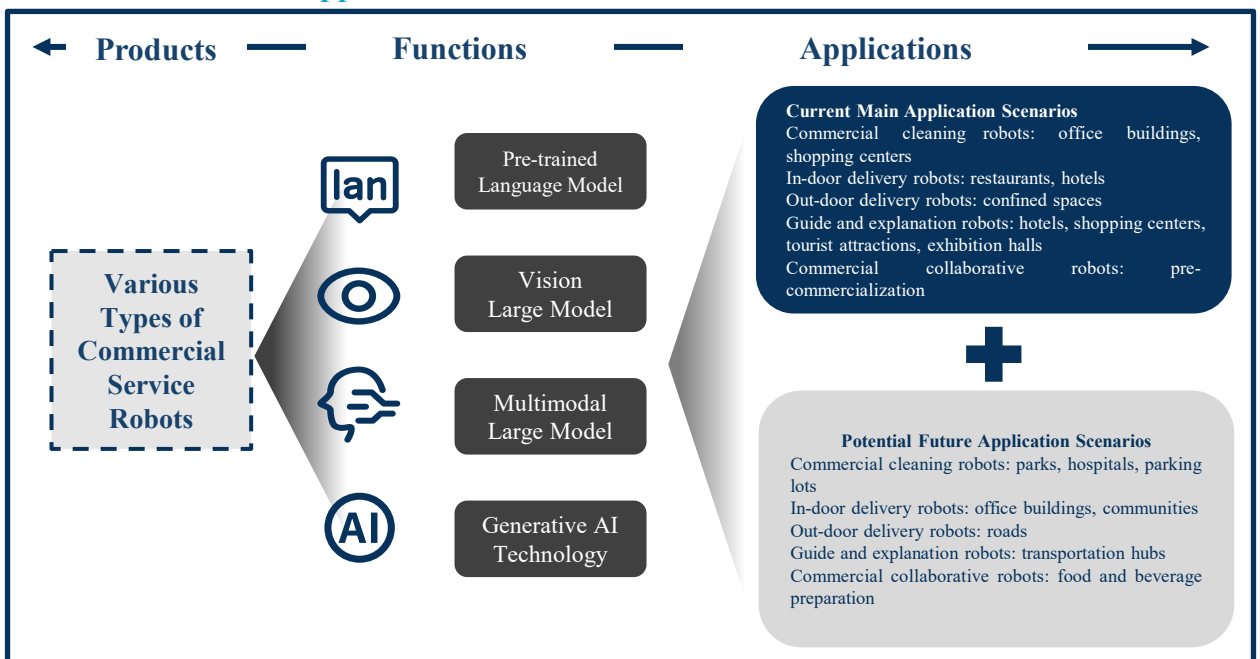 Products
Functions
Applications
Various
Types of
Commercial
Service
Robots
lan
Pre-trained
Language Model
Vision
Large Model
Multimodal
Large Model
AI
Generative AI
Technology
Current Main Application Scenarios
Commercial cleaning robots: office buildings,
shopping centers
In-door delivery robots: restaurants, hotels
Out-door delivery robots: confined spaces
Guide and explanation robots: hotels, shopping centers,
tourist attractions, exhibition halls
Commercial collaborative robots: pre-
commercialization
Potential Future Application Scenarios
Commercial cleaning robots: parks, hospitals, parking
lots
In-door delivery robots: office buildings, communities
Out-door delivery robots: roads
Guide and explanation robots: transportation hubs
Commercial collaborative robots: food and beverage
preparation